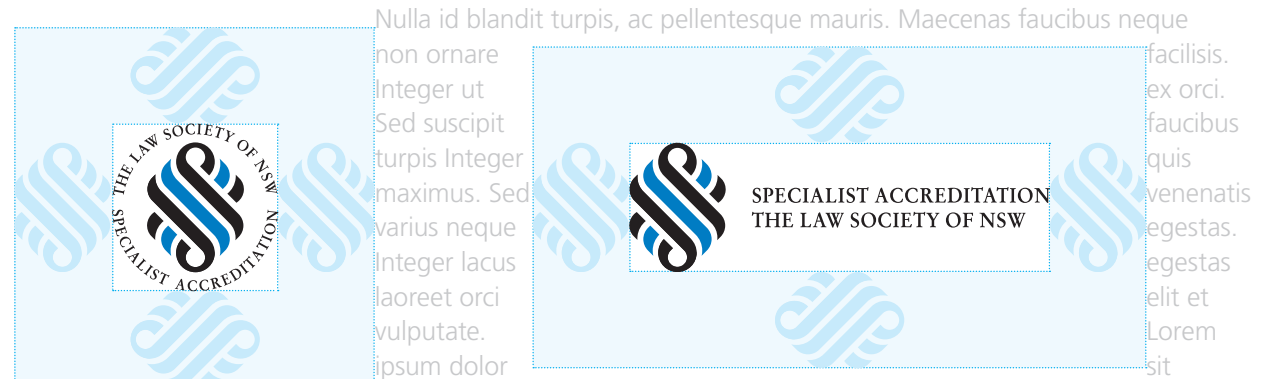 Nulla id blandit turpis, ac pellentesque mauris. Maecenas faucibus neque
non ornare facilisis.
Integer ut ex orci.
Sed suscipit faucibus
turpis Integer quis
maximus. Sed venenatis
varius neque egestas.
Integer lacus egestas
laoreet orci elit et
vulputate. Lorem
ipsum dolor sit
THE LAW SOCIETY OF NSW
SPECIALIST ACCREDITATION
SPECIALIST ACCREDITATION
THE LAW SOCIETY OF NSW